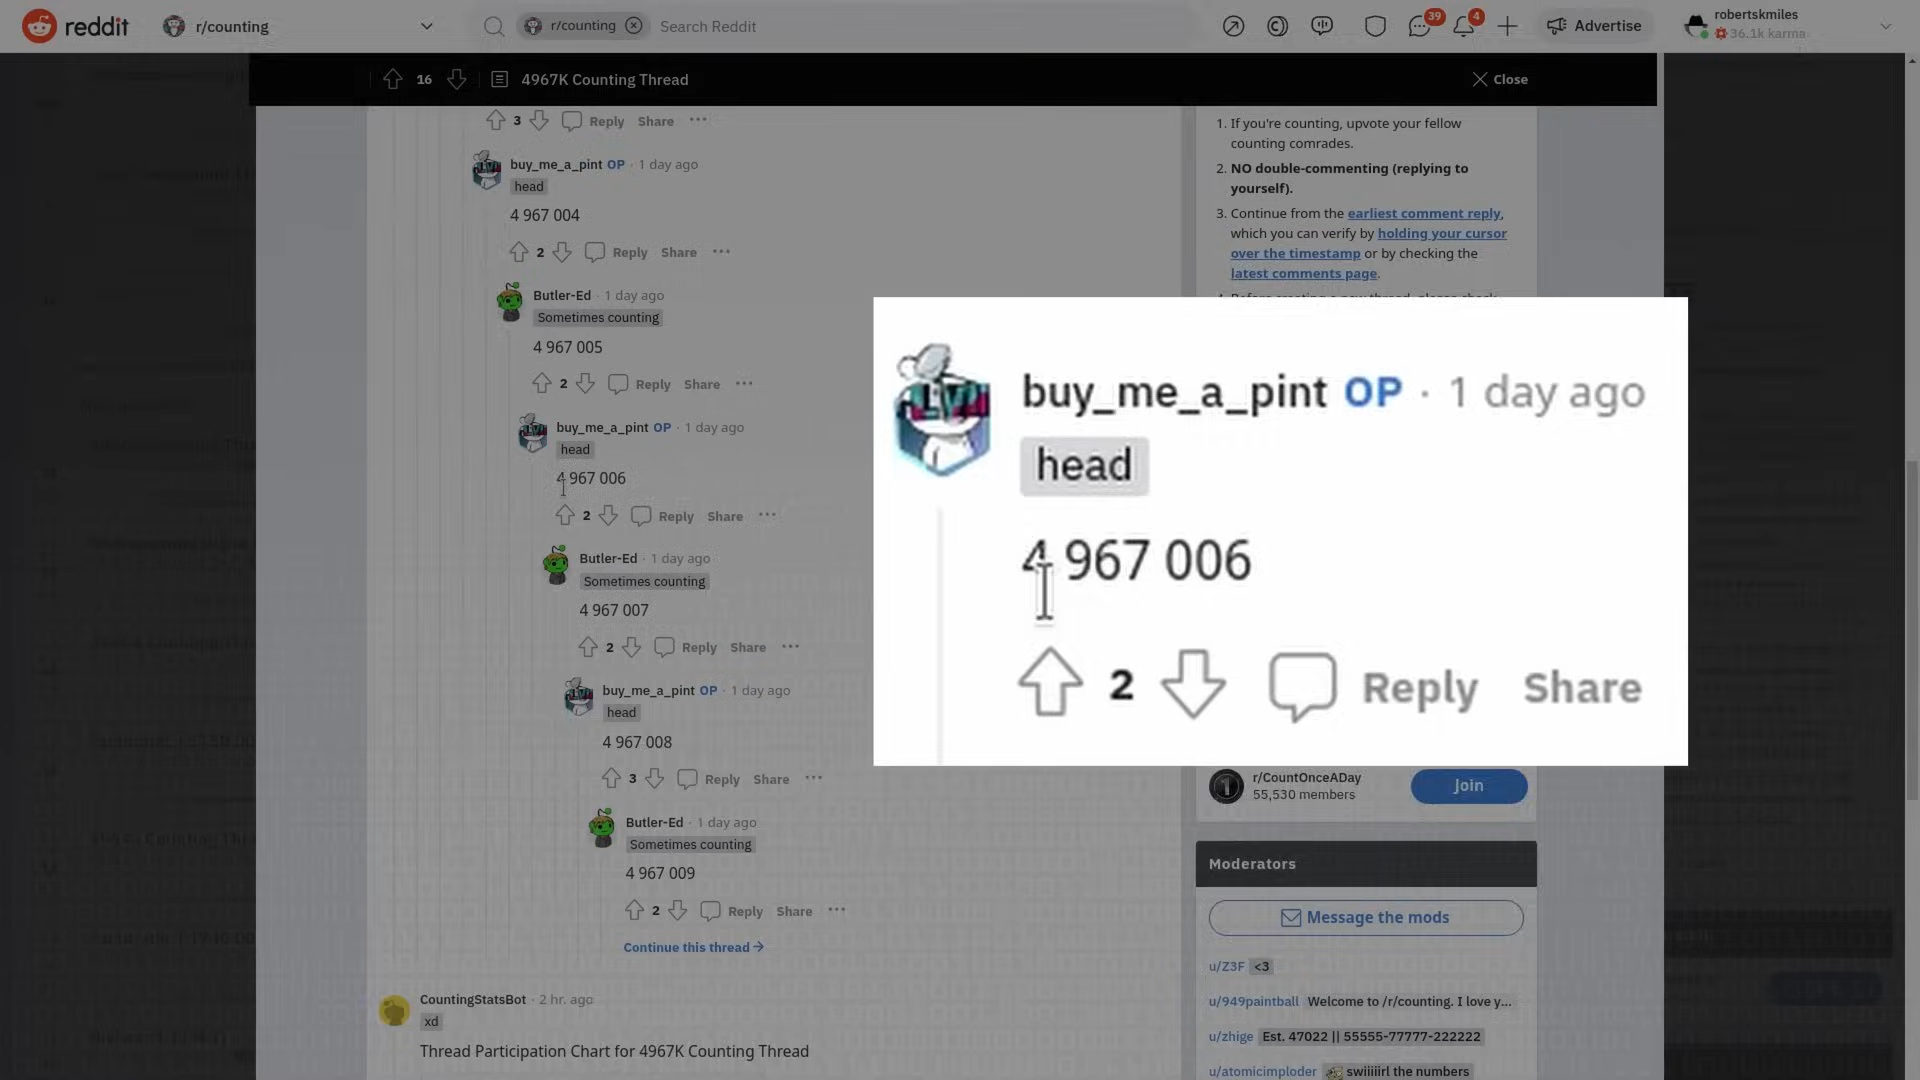 reddit
r/counting
r/counting
Search Reddit
39
4
Advertise
robertskmiles
36.1k karma
16
4967K Counting Thread
Close
3
Reply Share
buy_me_a_pint OP · 1 day ago
head
4 967 004
2
Reply Share
Butler-Ed · 1 day ago
Sometimes counting
4 967 005
2
Reply Share
buy_me_a_pint OP · 1 day ago
head
4 967 006
2
Reply Share
Butler-Ed · 1 day ago
Sometimes counting
4 967 007
2
Reply Share
buy_me_a_pint OP · 1 day ago
head
4 967 008
3
Reply Share
Butler-Ed · 1 day ago
Sometimes counting
4 967 009
2
Reply Share
Continue this thread
CountingStatsBot · 2 hr. ago
xd
Thread Participation Chart for 4967K Counting Thread
1. If you're counting, upvote your fellow
counting comrades.
2. NO double-commenting (replying to
yourself).
3. Continue from the earliest comment reply,
which you can verify by holding your cursor
over the timestamp or by checking the
latest comments page.
buy_me_a_pint OP · 1 day ago
head
4 967 006
2
Reply Share
r/CountOnceADay
55,530 members
Join
Moderators
Message the mods
u/Z3F <3
u/949paintball Welcome to /r/counting. I love y...
u/zhige Est. 47022 || 55555-77777-222222
u/atomicimploder swiiiiirl the numbers